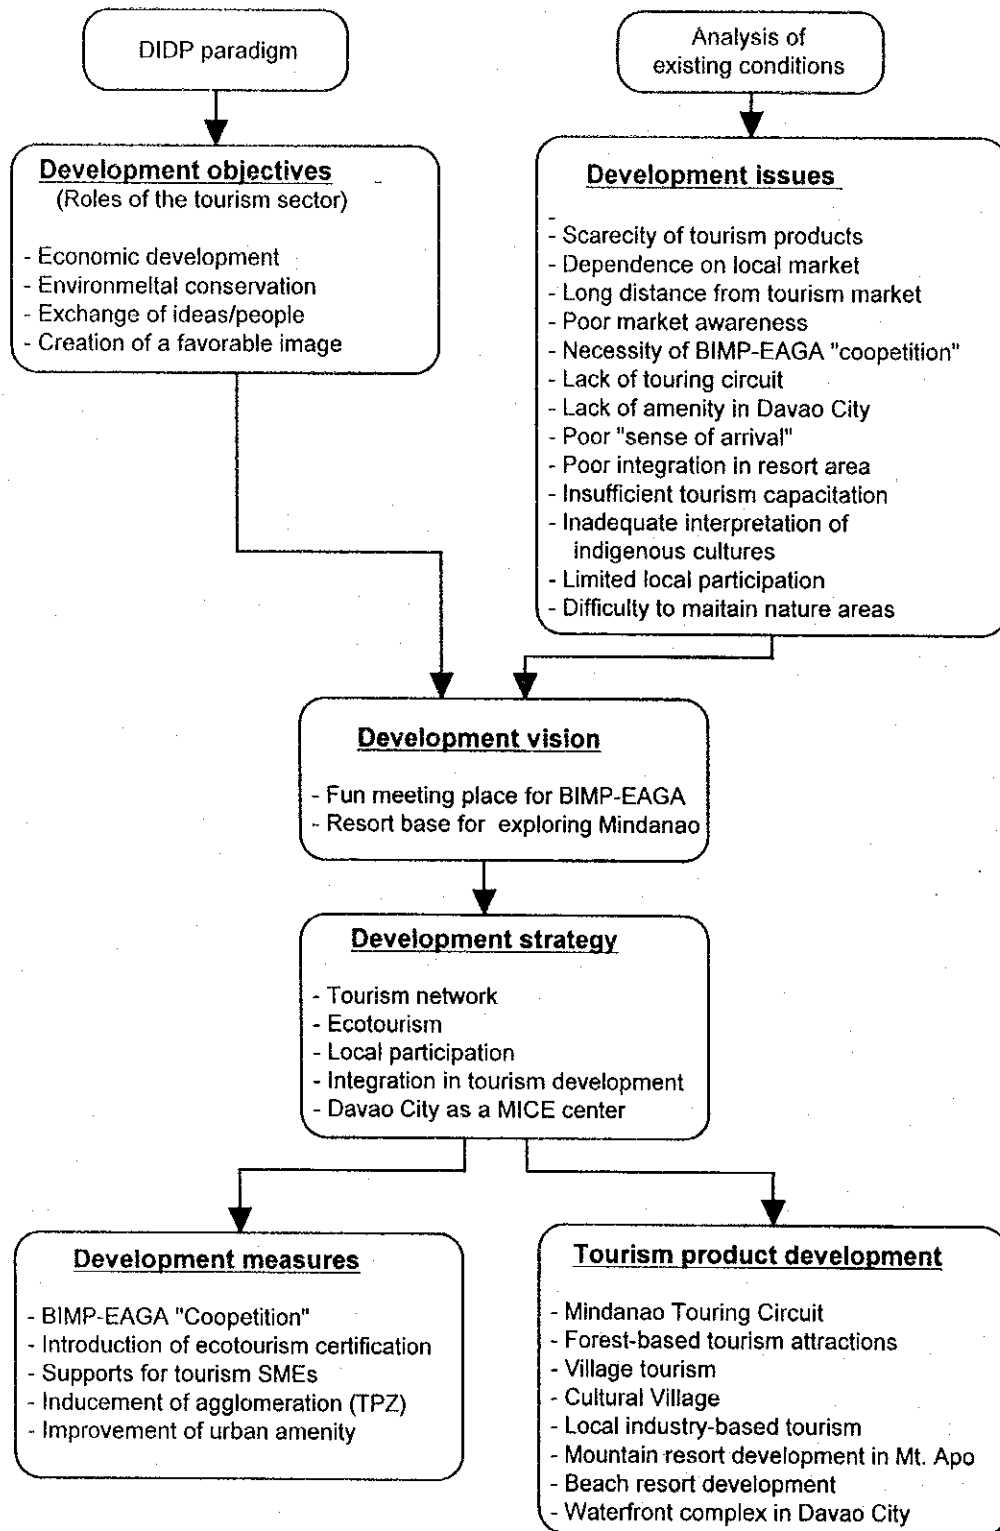 DIDP paradigm
Analysis of
existing conditions
Development objectives
(Roles of the tourism sector)
- Economic development
- Environmeltal conservation
- Exchange of ideas/people
- Creation of a favorable image
Development issues
-
- Scarecity of tourism products
- Dependence on local market
- Long distance from tourism market
- Poor market awareness
- Necessity of BIMP-EAGA "coopetition"
- Lack of touring circuit
- Lack of amenity in Davao City
- Poor "sense of arrival"
- Poor integration in resort area
- Insufficient tourism capacitation
- Inadequate interpretation of
indigenous cultures
- Limited local participation
- Difficulty to maitain nature areas
Development vision
- Fun meeting place for BIMP-EAGA
- Resort base for exploring Mindanao
Development strategy
- Tourism network
- Ecotourism
- Local participation
- Integration in tourism development
- Davao City as a MICE center
Development measures
- BIMP-EAGA "Coopetition"
- Introduction of ecotourism certification
- Supports for tourism SMEs
- Inducement of agglomeration (TPZ)
- Improvement of urban amenity
Tourism product development
- Mindanao Touring Circuit
- Forest-based tourism attractions
- Village tourism
- Cultural Village
- Local industry-based tourism
- Mountain resort development in Mt. Apo
- Beach resort development
- Waterfront complex in Davao City